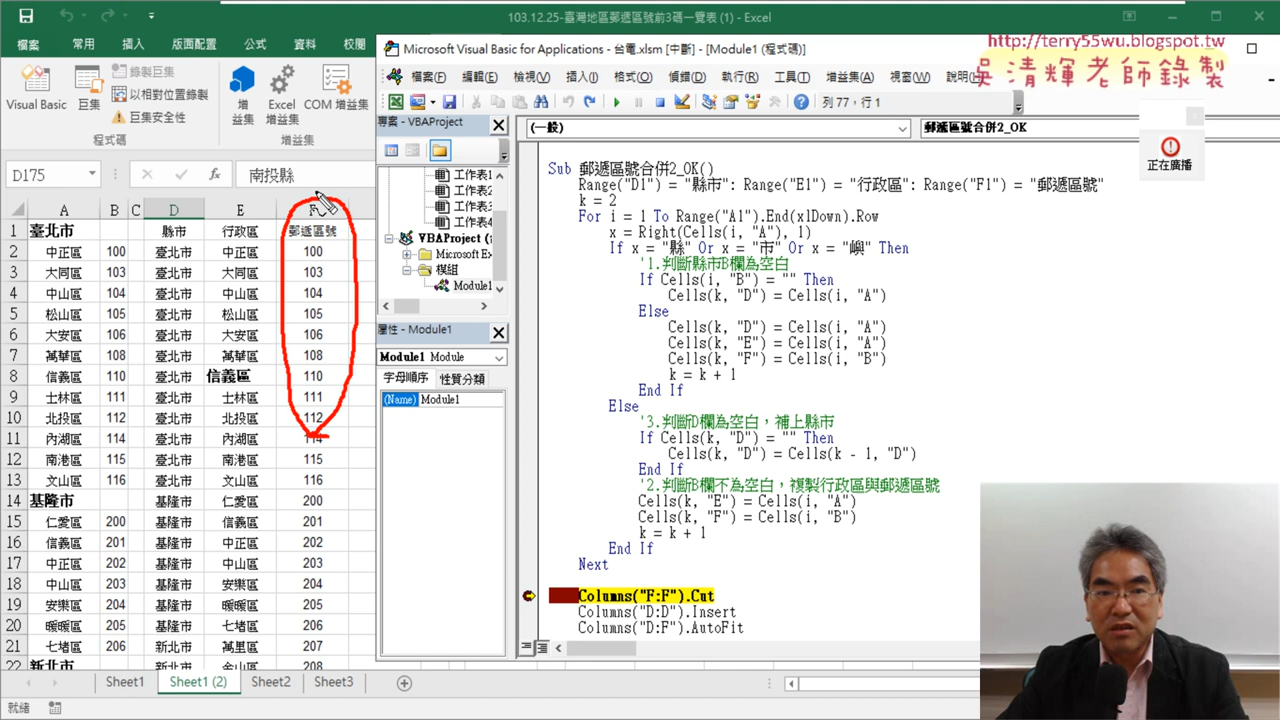 103.12.25-臺灣地區郵遞區號前3碼一覽表 (1) - Excel
檔案 常用 插入 版面配置 公式 資料 校閱
Visual Basic
巨集
錄製巨集
以相對位置錄製
巨集安全性
程式碼
增益集
Excel 增益集
COM 增益集
增益集
D175
fx
南投縣
A B C D E F
1 臺北市 縣市 行政區 郵遞區號
2 中正區 100 臺北市 中正區 100
3 大同區 103 臺北市 大同區 103
4 中山區 104 臺北市 中山區 104
5 松山區 105 臺北市 松山區 105
6 大安區 106 臺北市 大安區 106
7 萬華區 108 臺北市 萬華區 108
8 信義區 110 臺北市 信義區 110
9 士林區 111 臺北市 士林區 111
10 北投區 112 臺北市 北投區 112
11 內湖區 114 臺北市 內湖區 114
12 南港區 115 臺北市 南港區 115
13 文山區 116 臺北市 文山區 116
14 基隆市 基隆市 仁愛區 200
15 仁愛區 200 基隆市 信義區 201
16 信義區 201 基隆市 中正區 202
17 中正區 202 基隆市 中山區 203
18 中山區 203 基隆市 安樂區 204
19 安樂區 204 基隆市 暖暖區 205
20 暖暖區 205 基隆市 七堵區 206
21 七堵區 206 新北市 萬里區 207
22 新北市 新北市 金山區 208
Sheet1 Sheet1 (2) Sheet2 Sheet3
就緒
Microsoft Visual Basic for Applications - 台電.xlsm [中斷] - [Module1 (程式碼)]
檔案(F) 編輯(E) 檢視(V) 插入(I) 格式(O) 偵錯(D) 執行(R) 工具(T) 增益集(A) 視窗(W) 說明(H)
列 77，行 1
http://terry55wu.blogspot.tw
吳清輝老師錄製
正在廣播
專案 - VBAProject
工作表1
工作表2
工作表3
工作表4
VBAProject
Microsoft Ex
模組
Module1
屬性 - Module1
Module1 Module
字母順序 性質分類
(Name) Module1
(一般)
郵遞區號合併2_OK
Sub 郵遞區號合併2_OK()
Range("D1") = "縣市": Range("E1") = "行政區": Range("F1") = "郵遞區號"
k = 2
For i = 1 To Range("A1").End(xlDown).Row
x = Right(Cells(i, "A"), 1)
If x = "縣" Or x = "市" Or x = "嶼" Then
'1.判斷縣市B欄為空白
If Cells(i, "B") = "" Then
Cells(k, "D") = Cells(i, "A")
Else
Cells(k, "D") = Cells(i, "A")
Cells(k, "E") = Cells(i, "A")
Cells(k, "F") = Cells(i, "B")
k = k + 1
End If
Else
'3.判斷D欄為空白，補上縣市
If Cells(k, "D") = "" Then
Cells(k, "D") = Cells(k - 1, "D")
End If
'2.判斷B欄不為空白，複製行政區與郵遞區號
Cells(k, "E") = Cells(i, "A")
Cells(k, "F") = Cells(i, "B")
k = k + 1
End If
Next
Columns("F:F").Cut
Columns("D:D").Insert
Columns("D:F").AutoFit